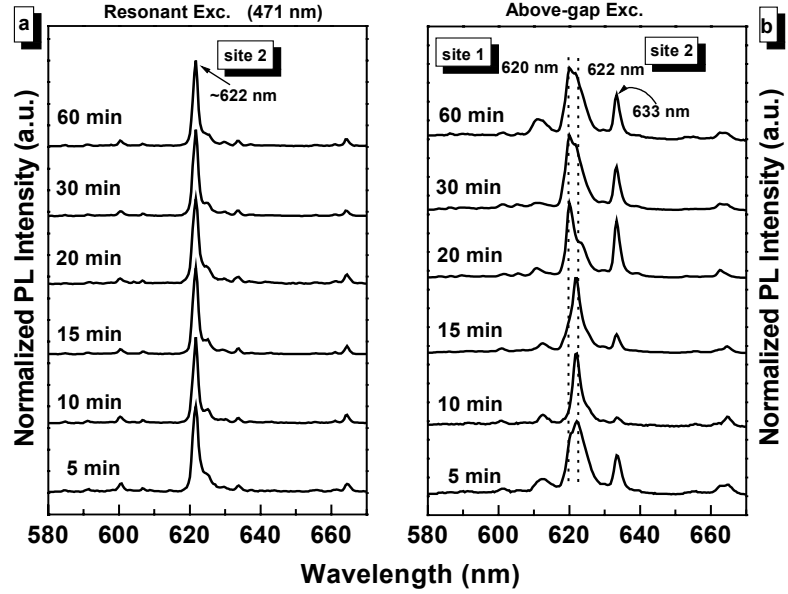 a
Resonant Exc. (471 nm)
site 2
~622 nm
60 min
30 min
20 min
15 min
10 min
5 min
580 600 620 640 660
Normalized PL Intensity (a.u.)
Above-gap Exc.
b
site 1
620 nm
622 nm
site 2
633 nm
60 min
30 min
20 min
15 min
10 min
5 min
580 600 620 640 660
Normalized PL Intensity (a.u.)
Wavelength (nm)